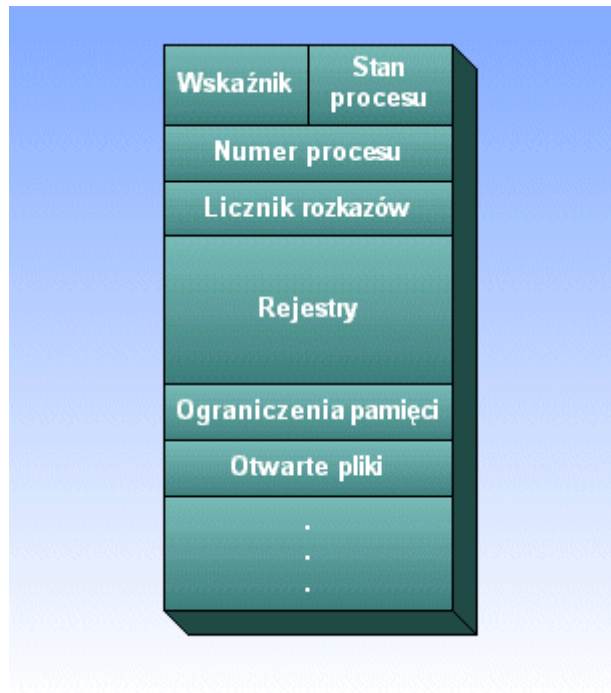 Wskaźnik
Stan
procesu
Numer procesu
Licznik rozkazów
Rejestry
Ograniczenia pamięci
Otwarte pliki
.
.
.